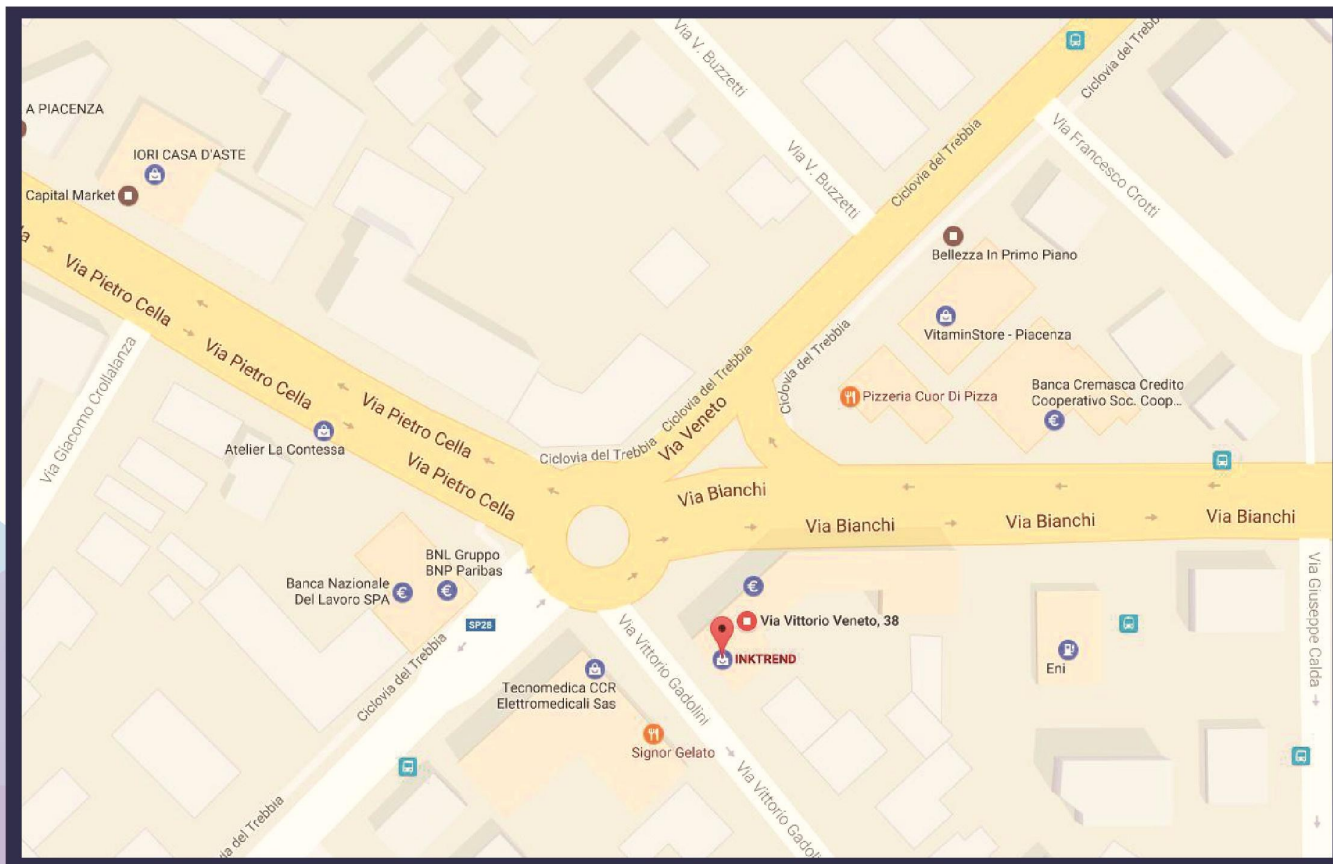 A PIACENZA
IORI CASA D'ASTE
Capital Market
Via Pietro Cella
Via Pietro Cella
Via Pietro Cella
Via Pietro Cella
Via Giacomo Crollalanza
Atelier La Contessa
Via V. Buzzetti
Via V. Buzzetti
Ciclovia del Trebbia
Ciclovia del Trebbia
Via Francesco Crotti
Bellezza In Primo Piano
VitaminStore - Piacenza
Ciclovia del Trebbia
Ciclovia del Trebbia
Ciclovia del Trebbia
Via Veneto
Pizzeria Cuor Di Pizza
Banca Cremasca Credito
Cooperativo Soc. Coop...
Via Bianchi
Via Bianchi
Via Bianchi
Via Bianchi
BNL Gruppo
BNP Paribas
Banca Nazionale
Del Lavoro SPA
SP28
Ciclovia del Trebbia
Via Vittorio Gadolini
Via Vittorio Veneto, 38
INKTREND
Eni
Via Giuseppe Calda
Tecnomedica CCR
Elettromedicali Sas
Signor Gelato
Via Vittorio Gadolini
via del Trebbia